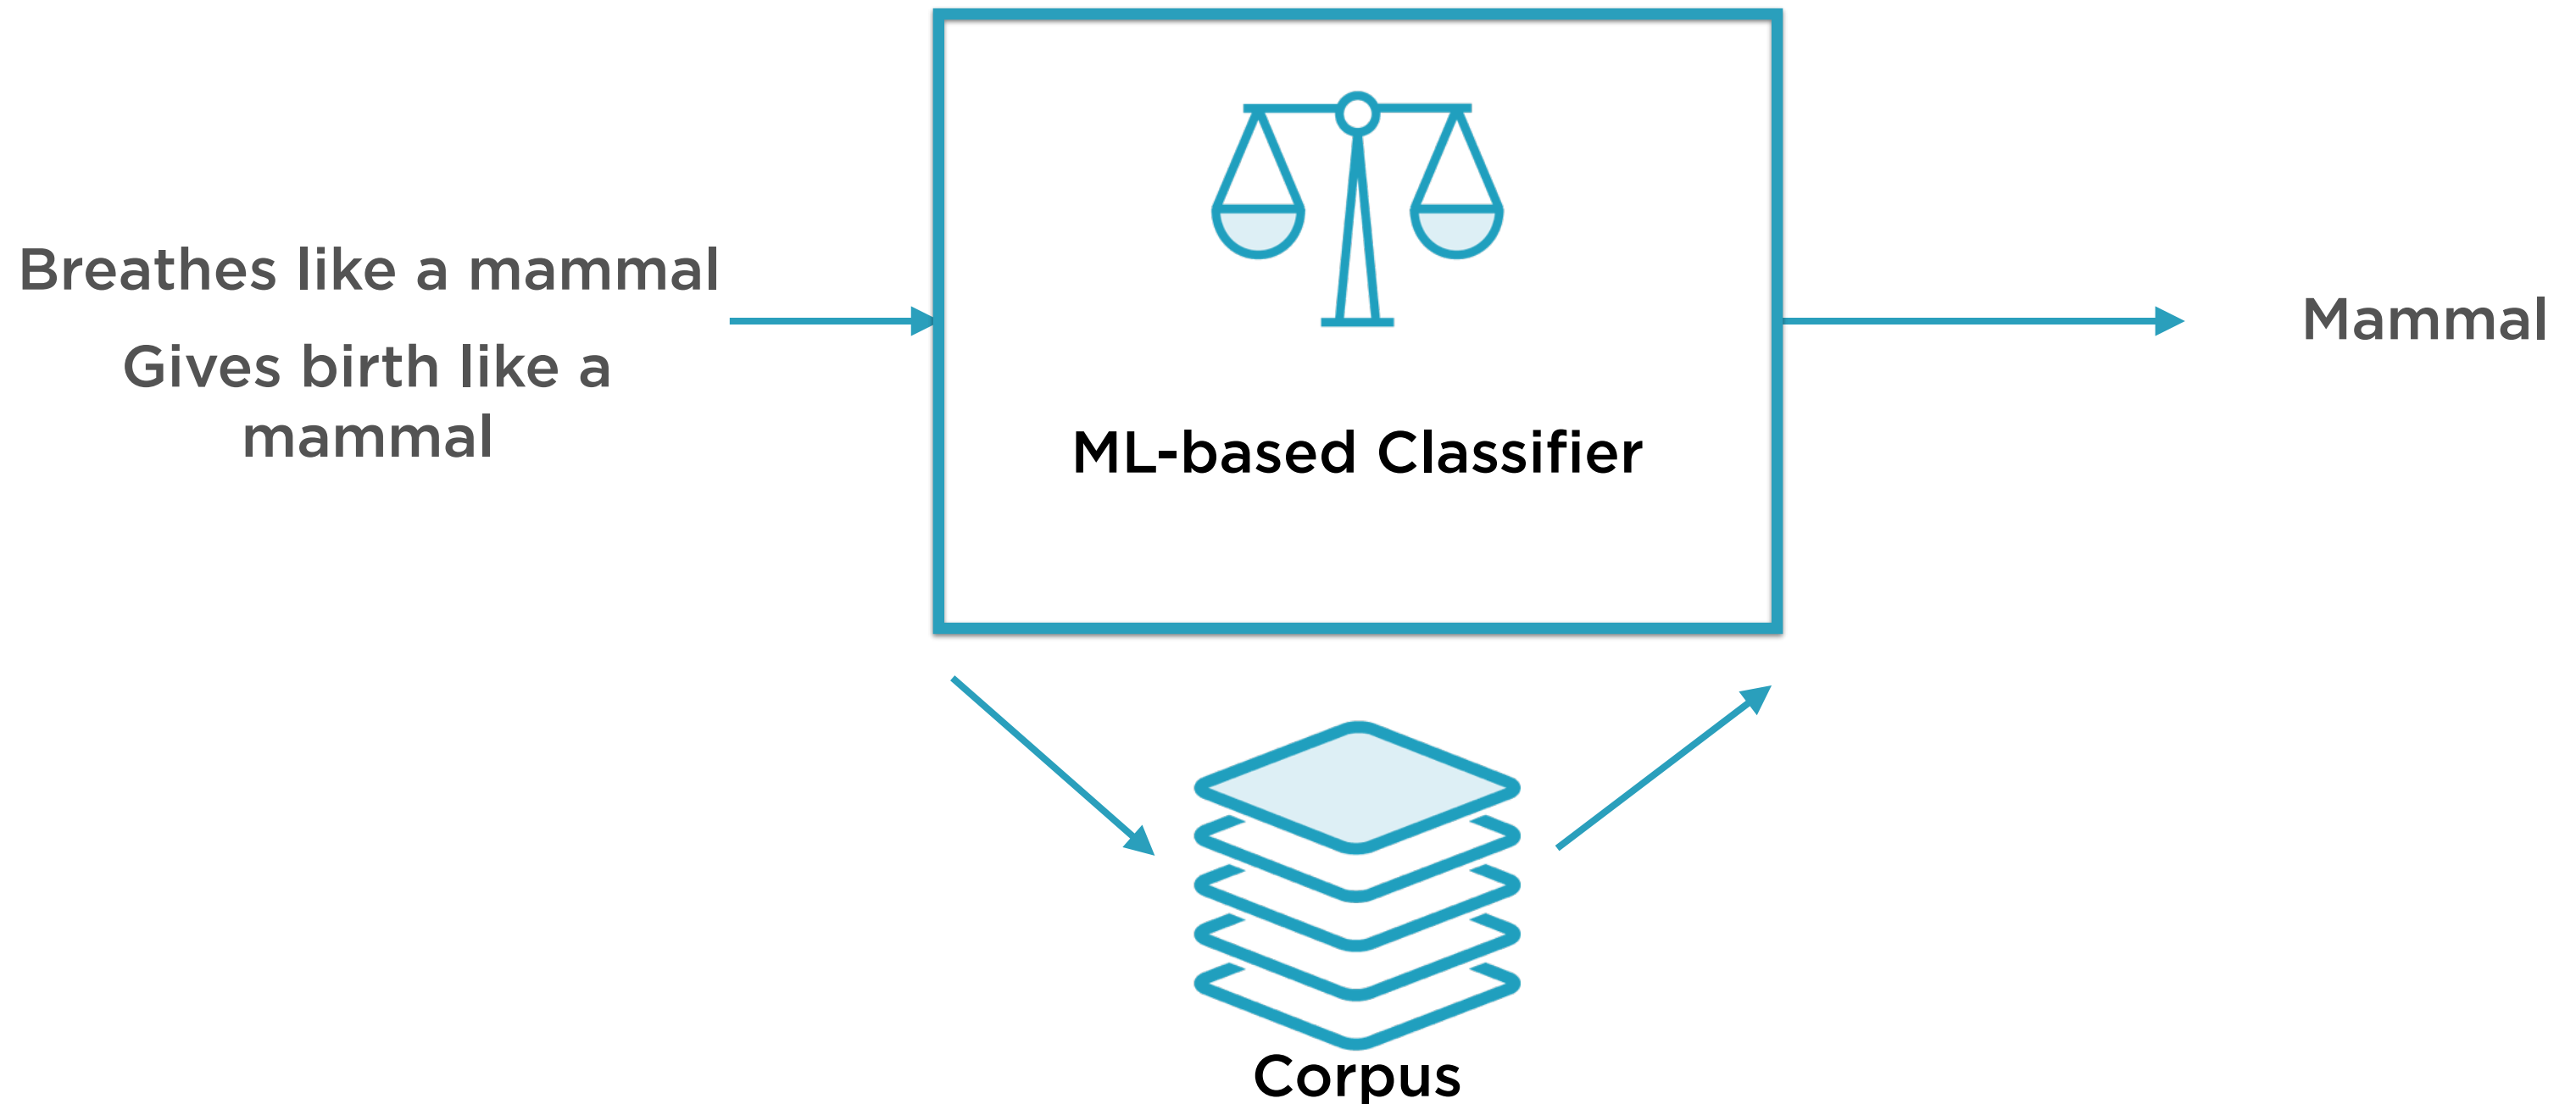 Breathes like a mammal
Gives birth like a
mammal
ML-based Classifier
Mammal
Corpus